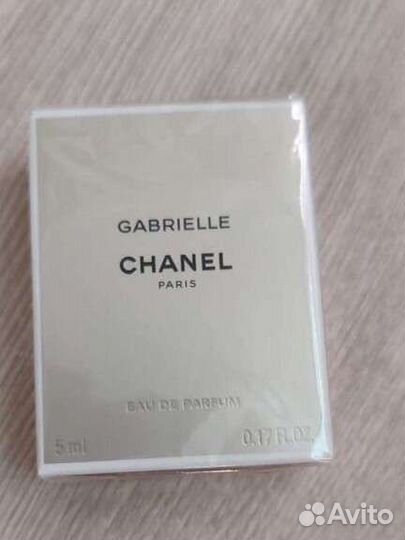 GABRIELLE
CHANEL
PARIS
EAU DE PARFUM
5 ml 0.17 FL.OZ.
Avito